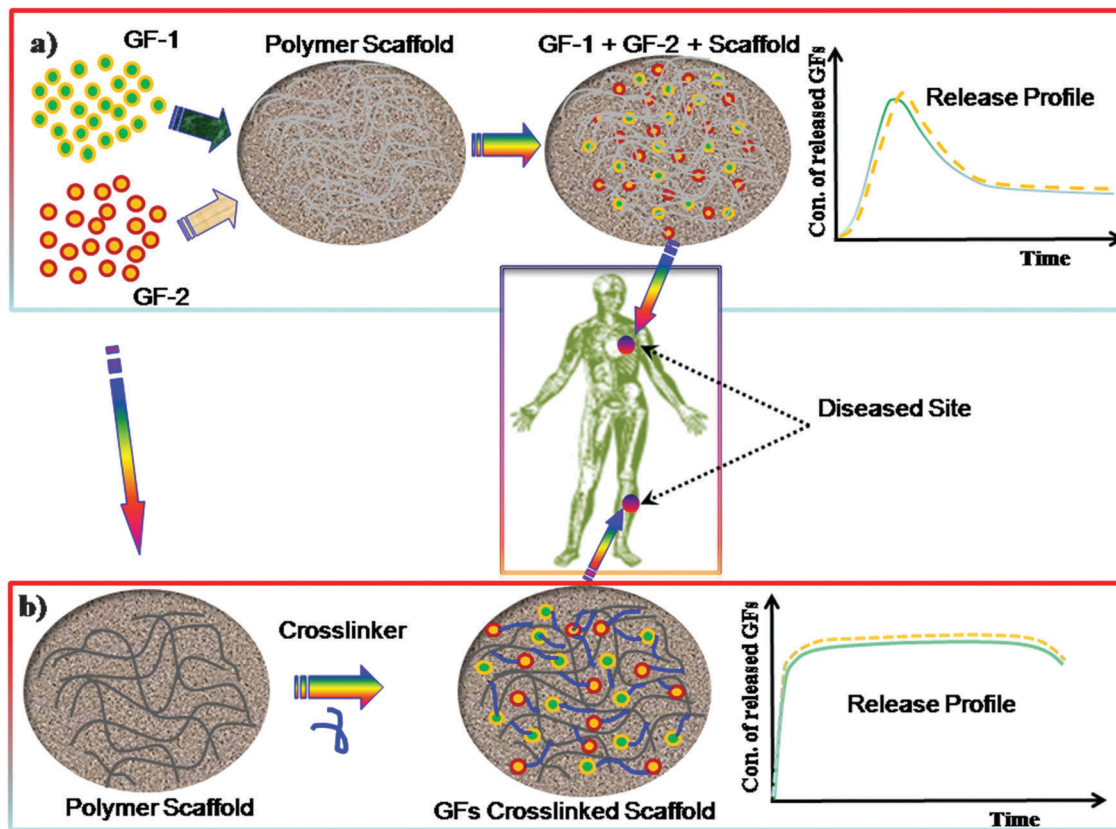 a)
GF-1
Polymer Scaffold
GF-1 + GF-2 + Scaffold
Con. of released GFs
Release Profile
Time
GF-2
Diseased Site
b)
Crosslinker
Polymer Scaffold
GFs Crosslinked Scaffold
Con. of released GFs
Release Profile
Time